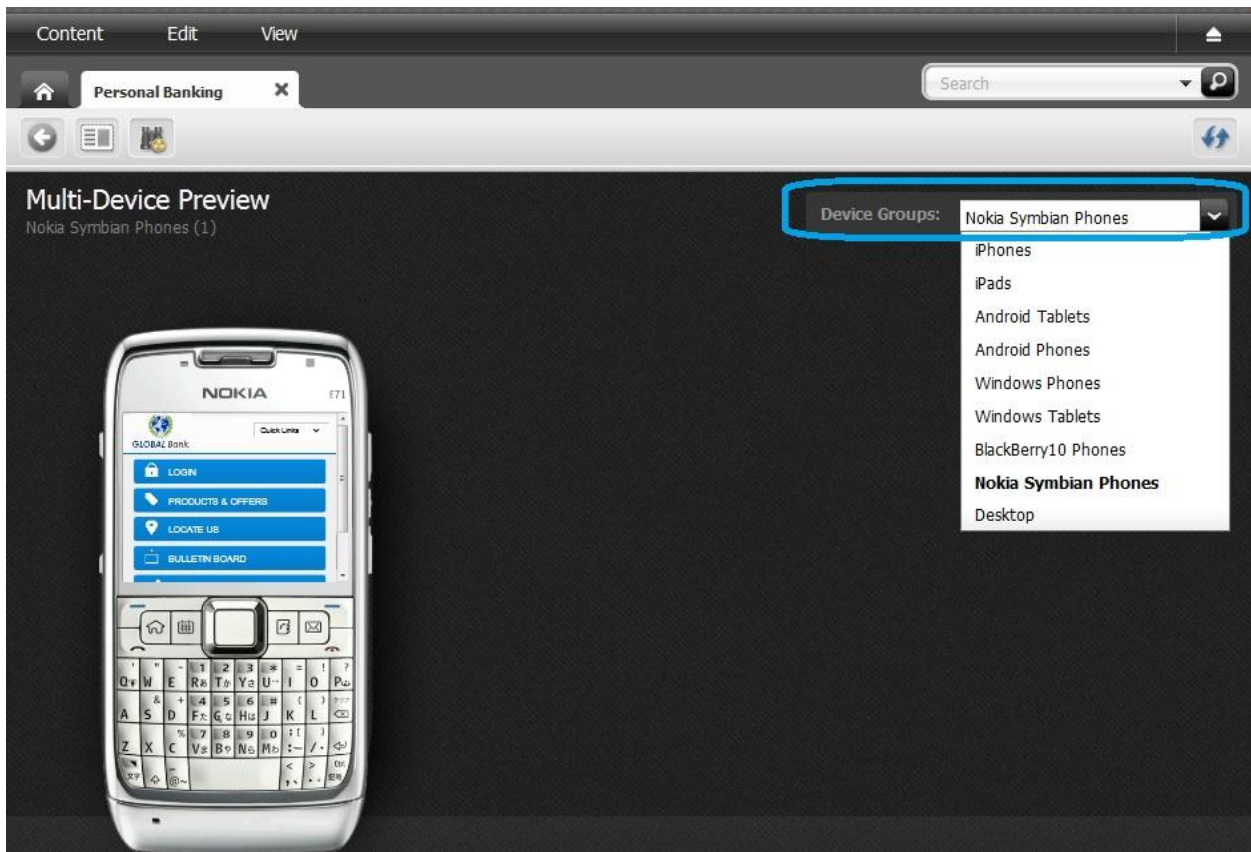 Content Edit View
Personal Banking
Search
Multi-Device Preview
Nokia Symbian Phones (1)
Device Groups: Nokia Symbian Phones
iPhones
iPads
Android Tablets
Android Phones
Windows Phones
Windows Tablets
BlackBerry10 Phones
Nokia Symbian Phones
Desktop
NOKIA E71
GLOBAL Bank
Quick Links
LOGIN
PRODUCTS & OFFERS
LOCATE US
BULLETIN BOARD